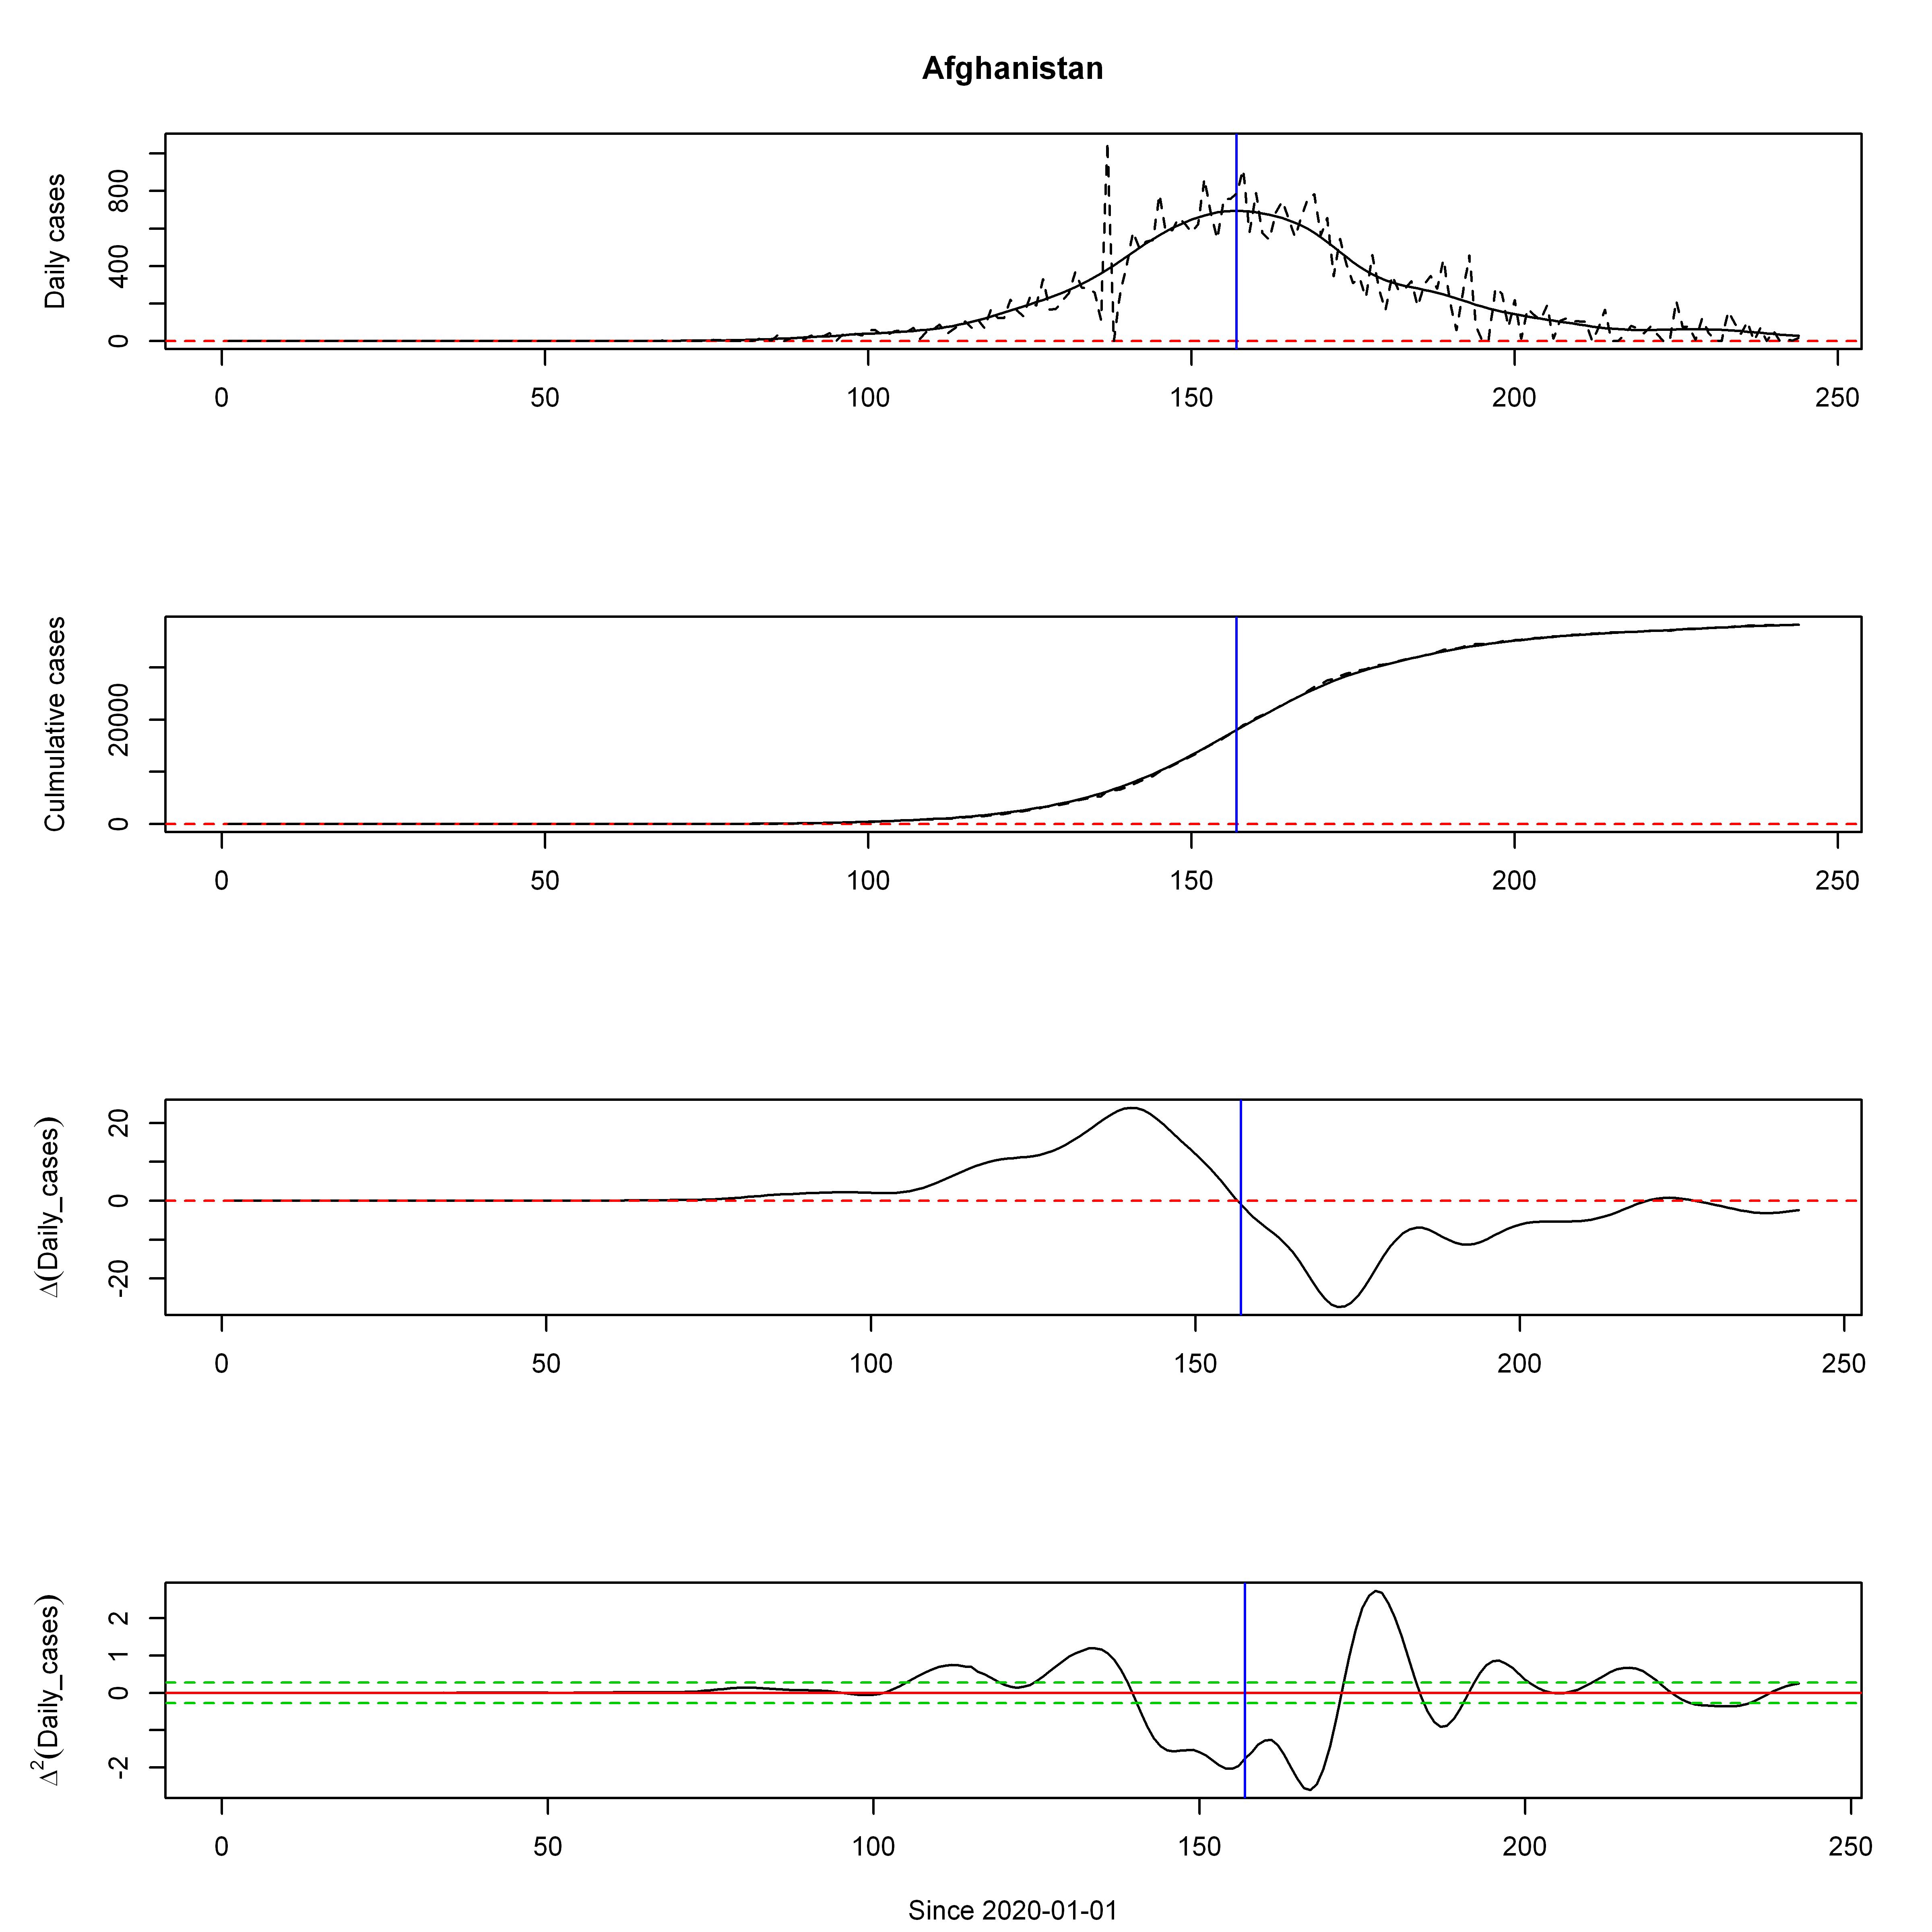 Afghanistan
Daily cases
0 400 800
0 50 100 150 200 250
Culmulative cases
0 20000
0 50 100 150 200 250
Δ(Daily_cases)
-20 0 20
0 50 100 150 200 250
Δ²(Daily_cases)
-2 0 1 2
0 50 100 150 200 250
Since 2020-01-01